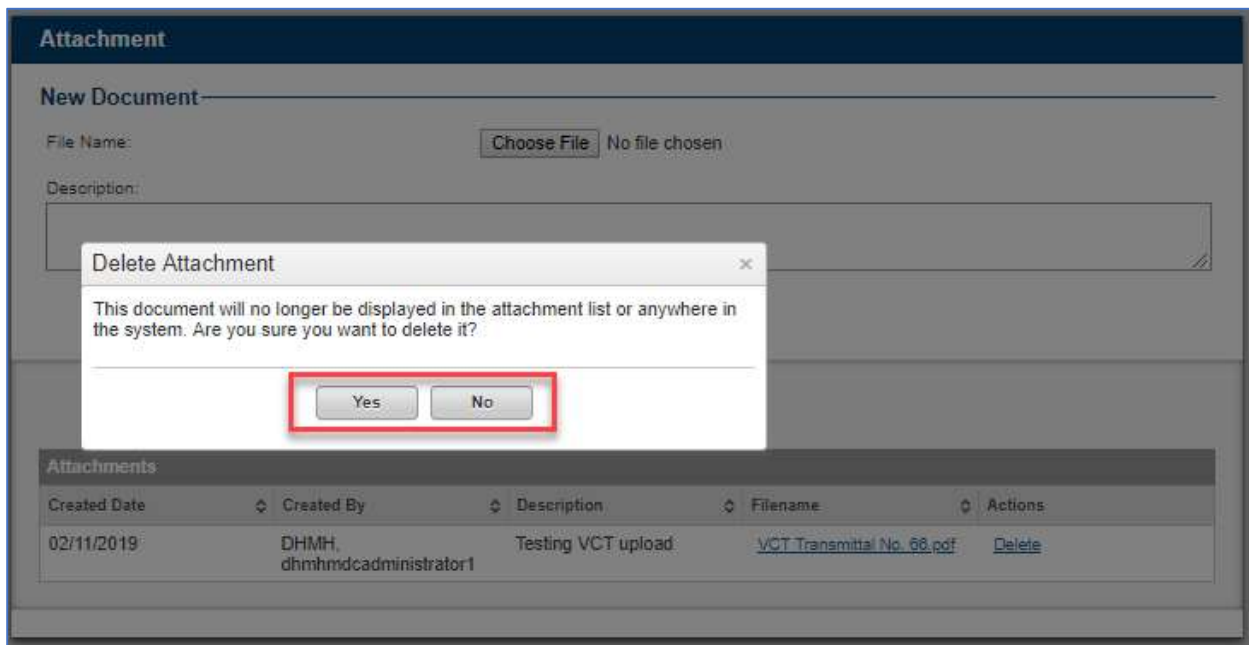 Attachment
New Document
File Name:
Choose File No file chosen
Description:
Delete Attachment ×
This document will no longer be displayed in the attachment list or anywhere in
the system. Are you sure you want to delete it?
Yes No
Attachments
Created Date Created By Description Filename Actions
02/11/2019 DHMH, Testing VCT upload VCT Transmittal No. 66.pdf Delete
dhmhmdcadministrator1